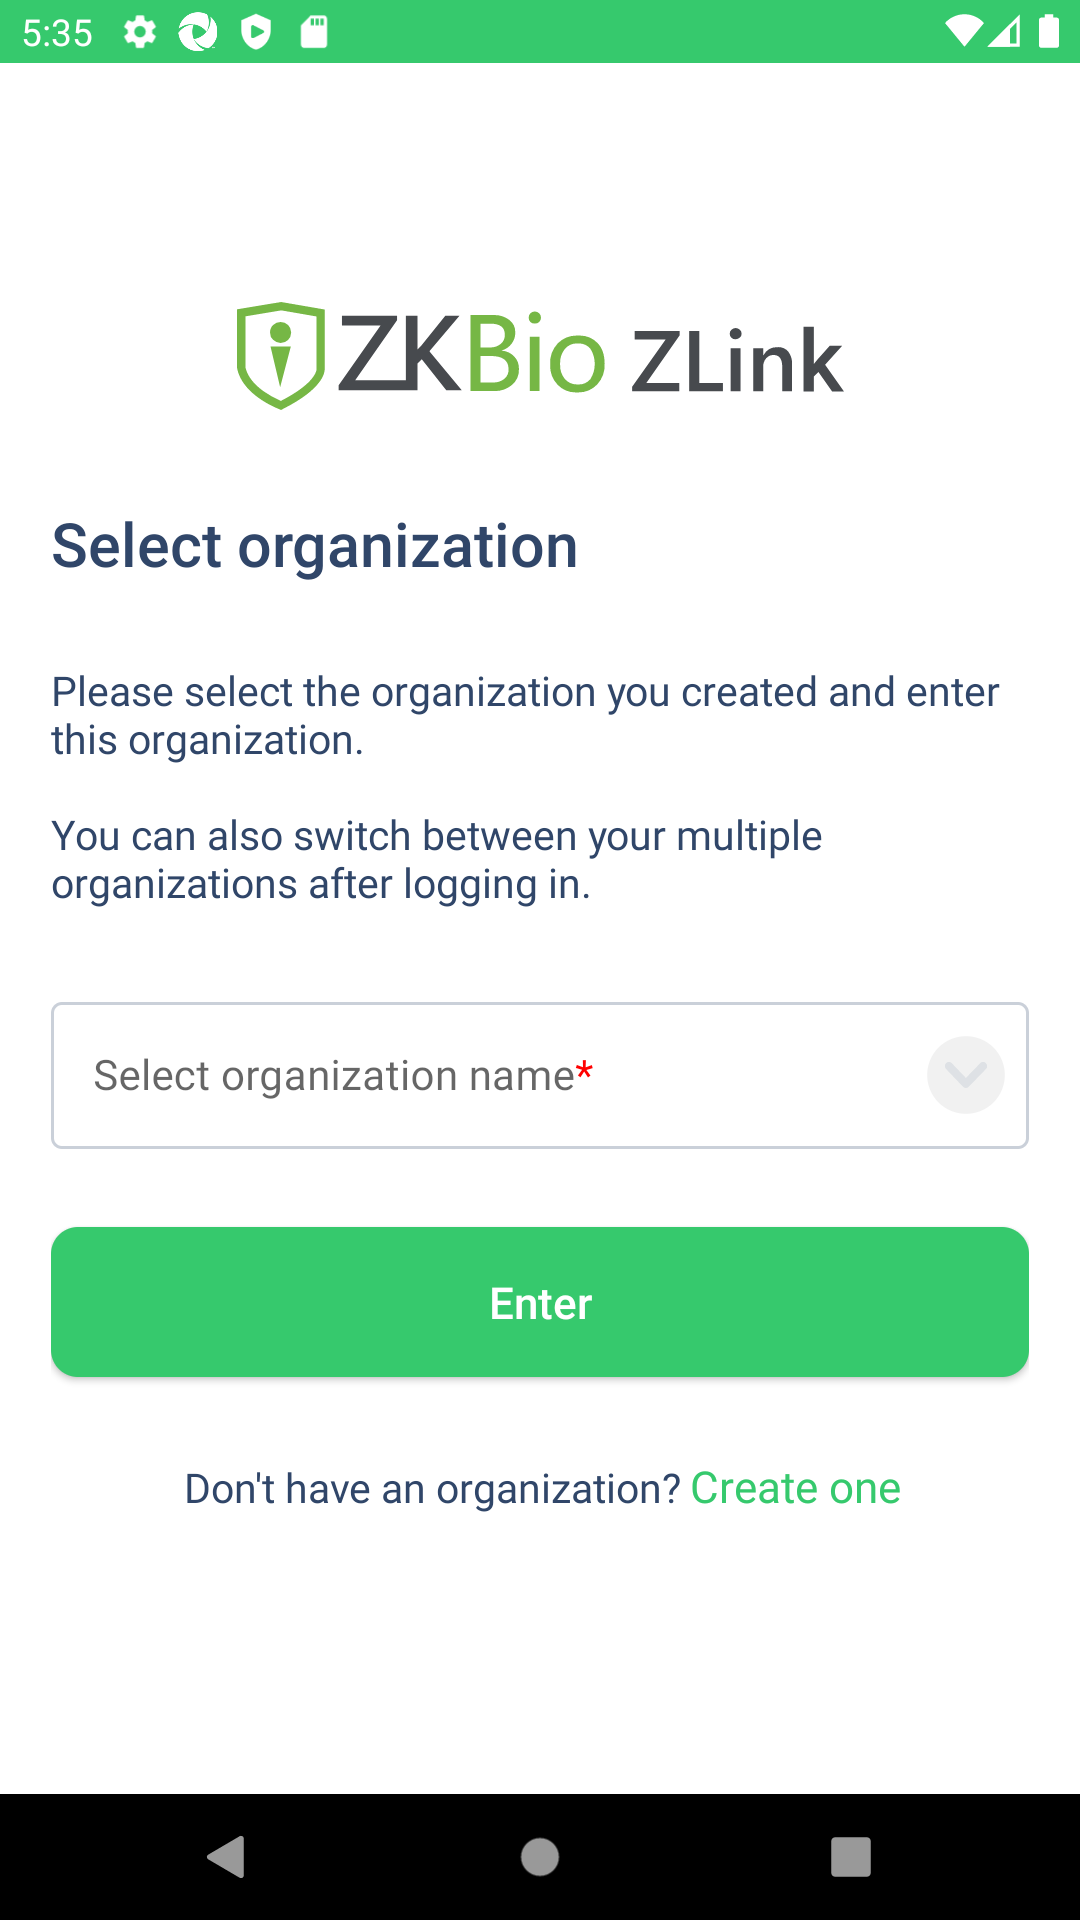 5:35
ZKBio ZLink
Select organization
Please select the organization you created and enter
this organization.
You can also switch between your multiple
organizations after logging in.
Select organization name*
Enter
Don't have an organization? Create one